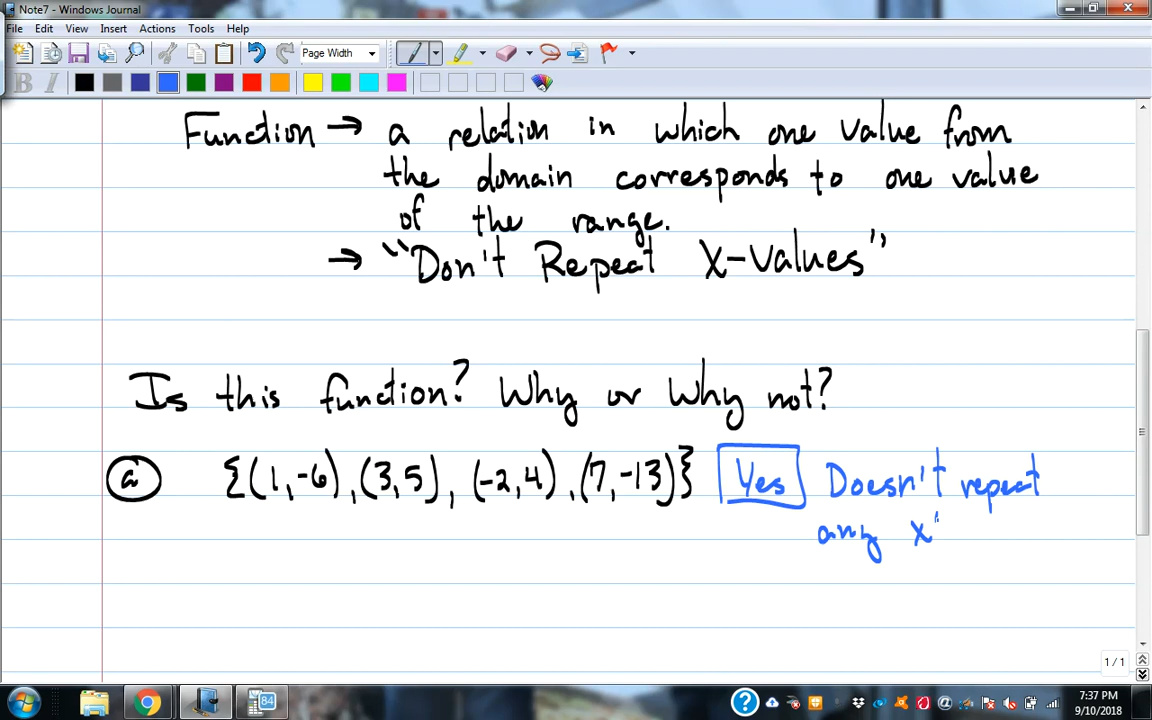 Note7 - Windows Journal
File Edit View Insert Actions Tools Help
Page Width
B I
Function → a relation in which one value from
the domain corresponds to one value
of the range.
→ "Don't Repeat X-Values"
Is this function? Why or Why not?
a {(1,-6),(3,5),(-2,4),(7,-13)} Yes Doesn't repeat
any x'
1 / 1
84
7:37 PM
9/10/2018